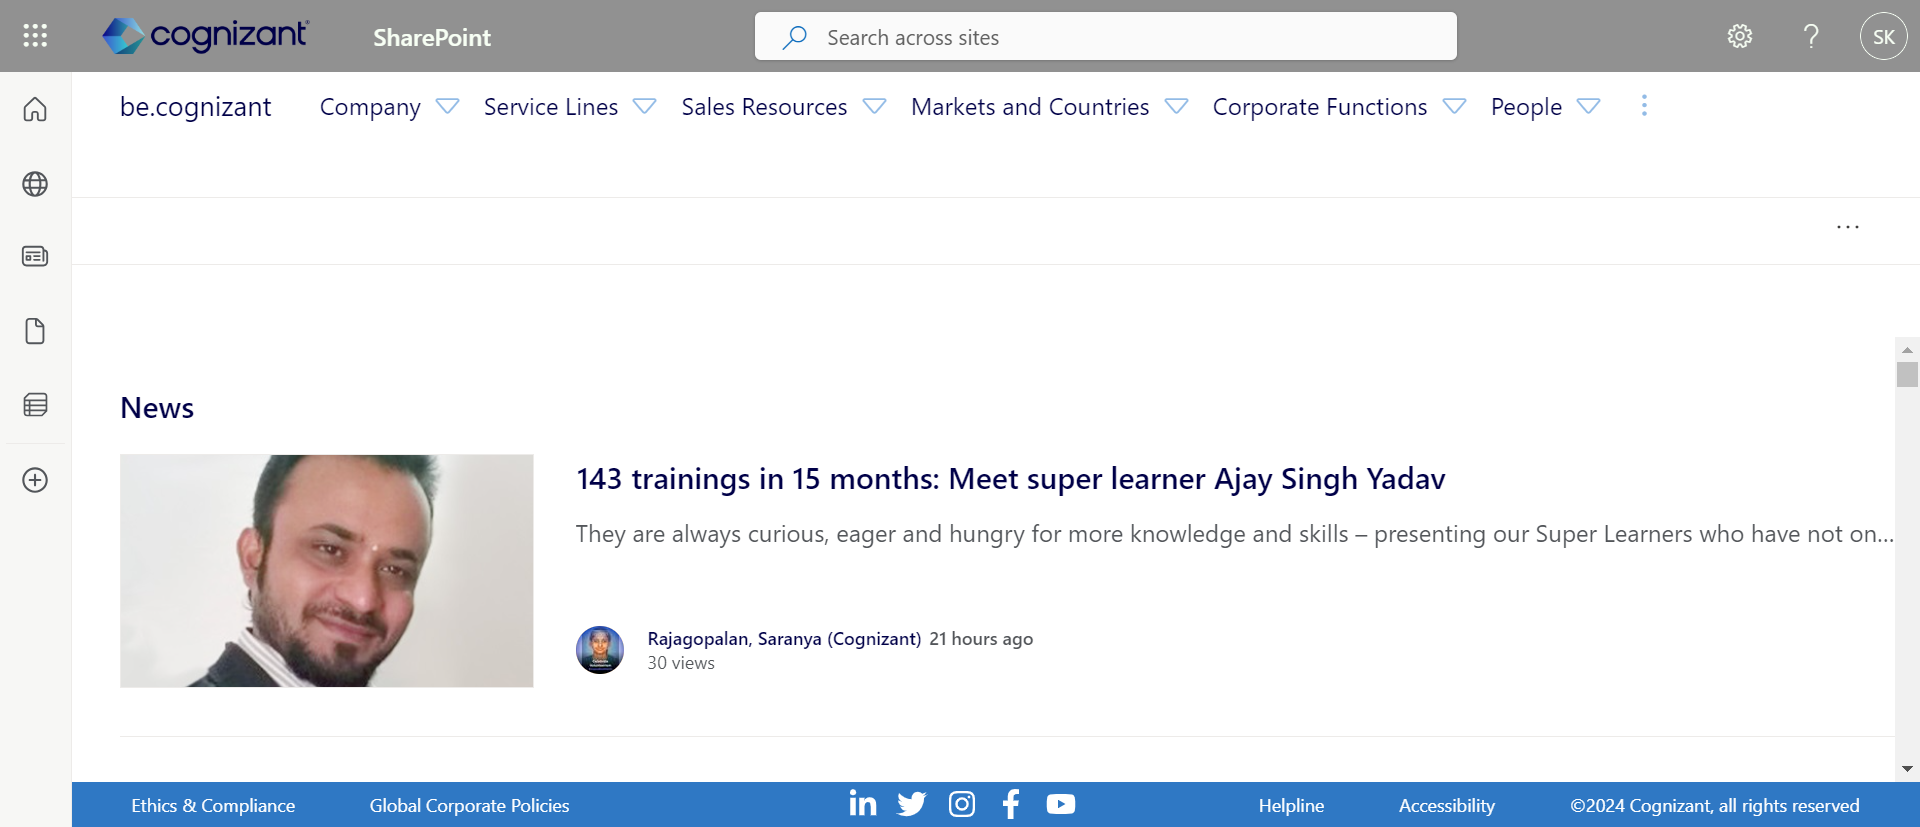 cognizant
SharePoint
Search across sites
SK
be.cognizant
Company
Service Lines
Sales Resources
Markets and Countries
Corporate Functions
People
News
143 trainings in 15 months: Meet super learner Ajay Singh Yadav
They are always curious, eager and hungry for more knowledge and skills – presenting our Super Learners who have not on...
Rajagopalan, Saranya (Cognizant) 21 hours ago
30 views
Ethics & Compliance
Global Corporate Policies
Helpline
Accessibility
©2024 Cognizant, all rights reserved